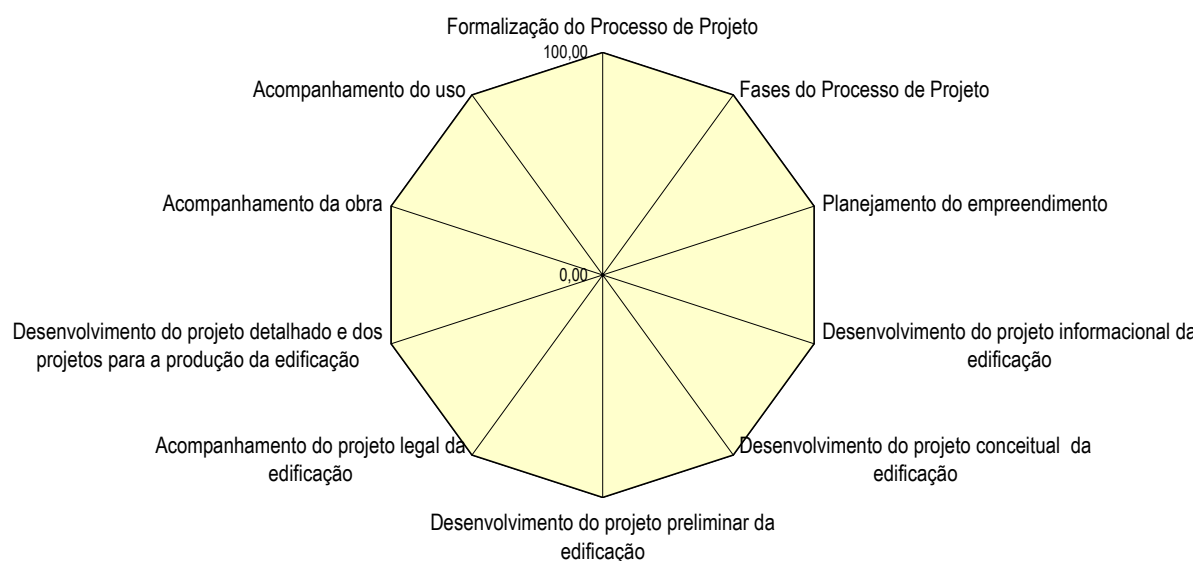 Formalização do Processo de Projeto
100,00
Acompanhamento do uso
Fases do Processo de Projeto
Acompanhamento da obra
Planejamento do empreendimento
0,00
Desenvolvimento do projeto detalhado e dos
projetos para a produção da edificação
Desenvolvimento do projeto informacional da
edificação
Acompanhamento do projeto legal da
edificação
Desenvolvimento do projeto conceitual da
edificação
Desenvolvimento do projeto preliminar da
edificação